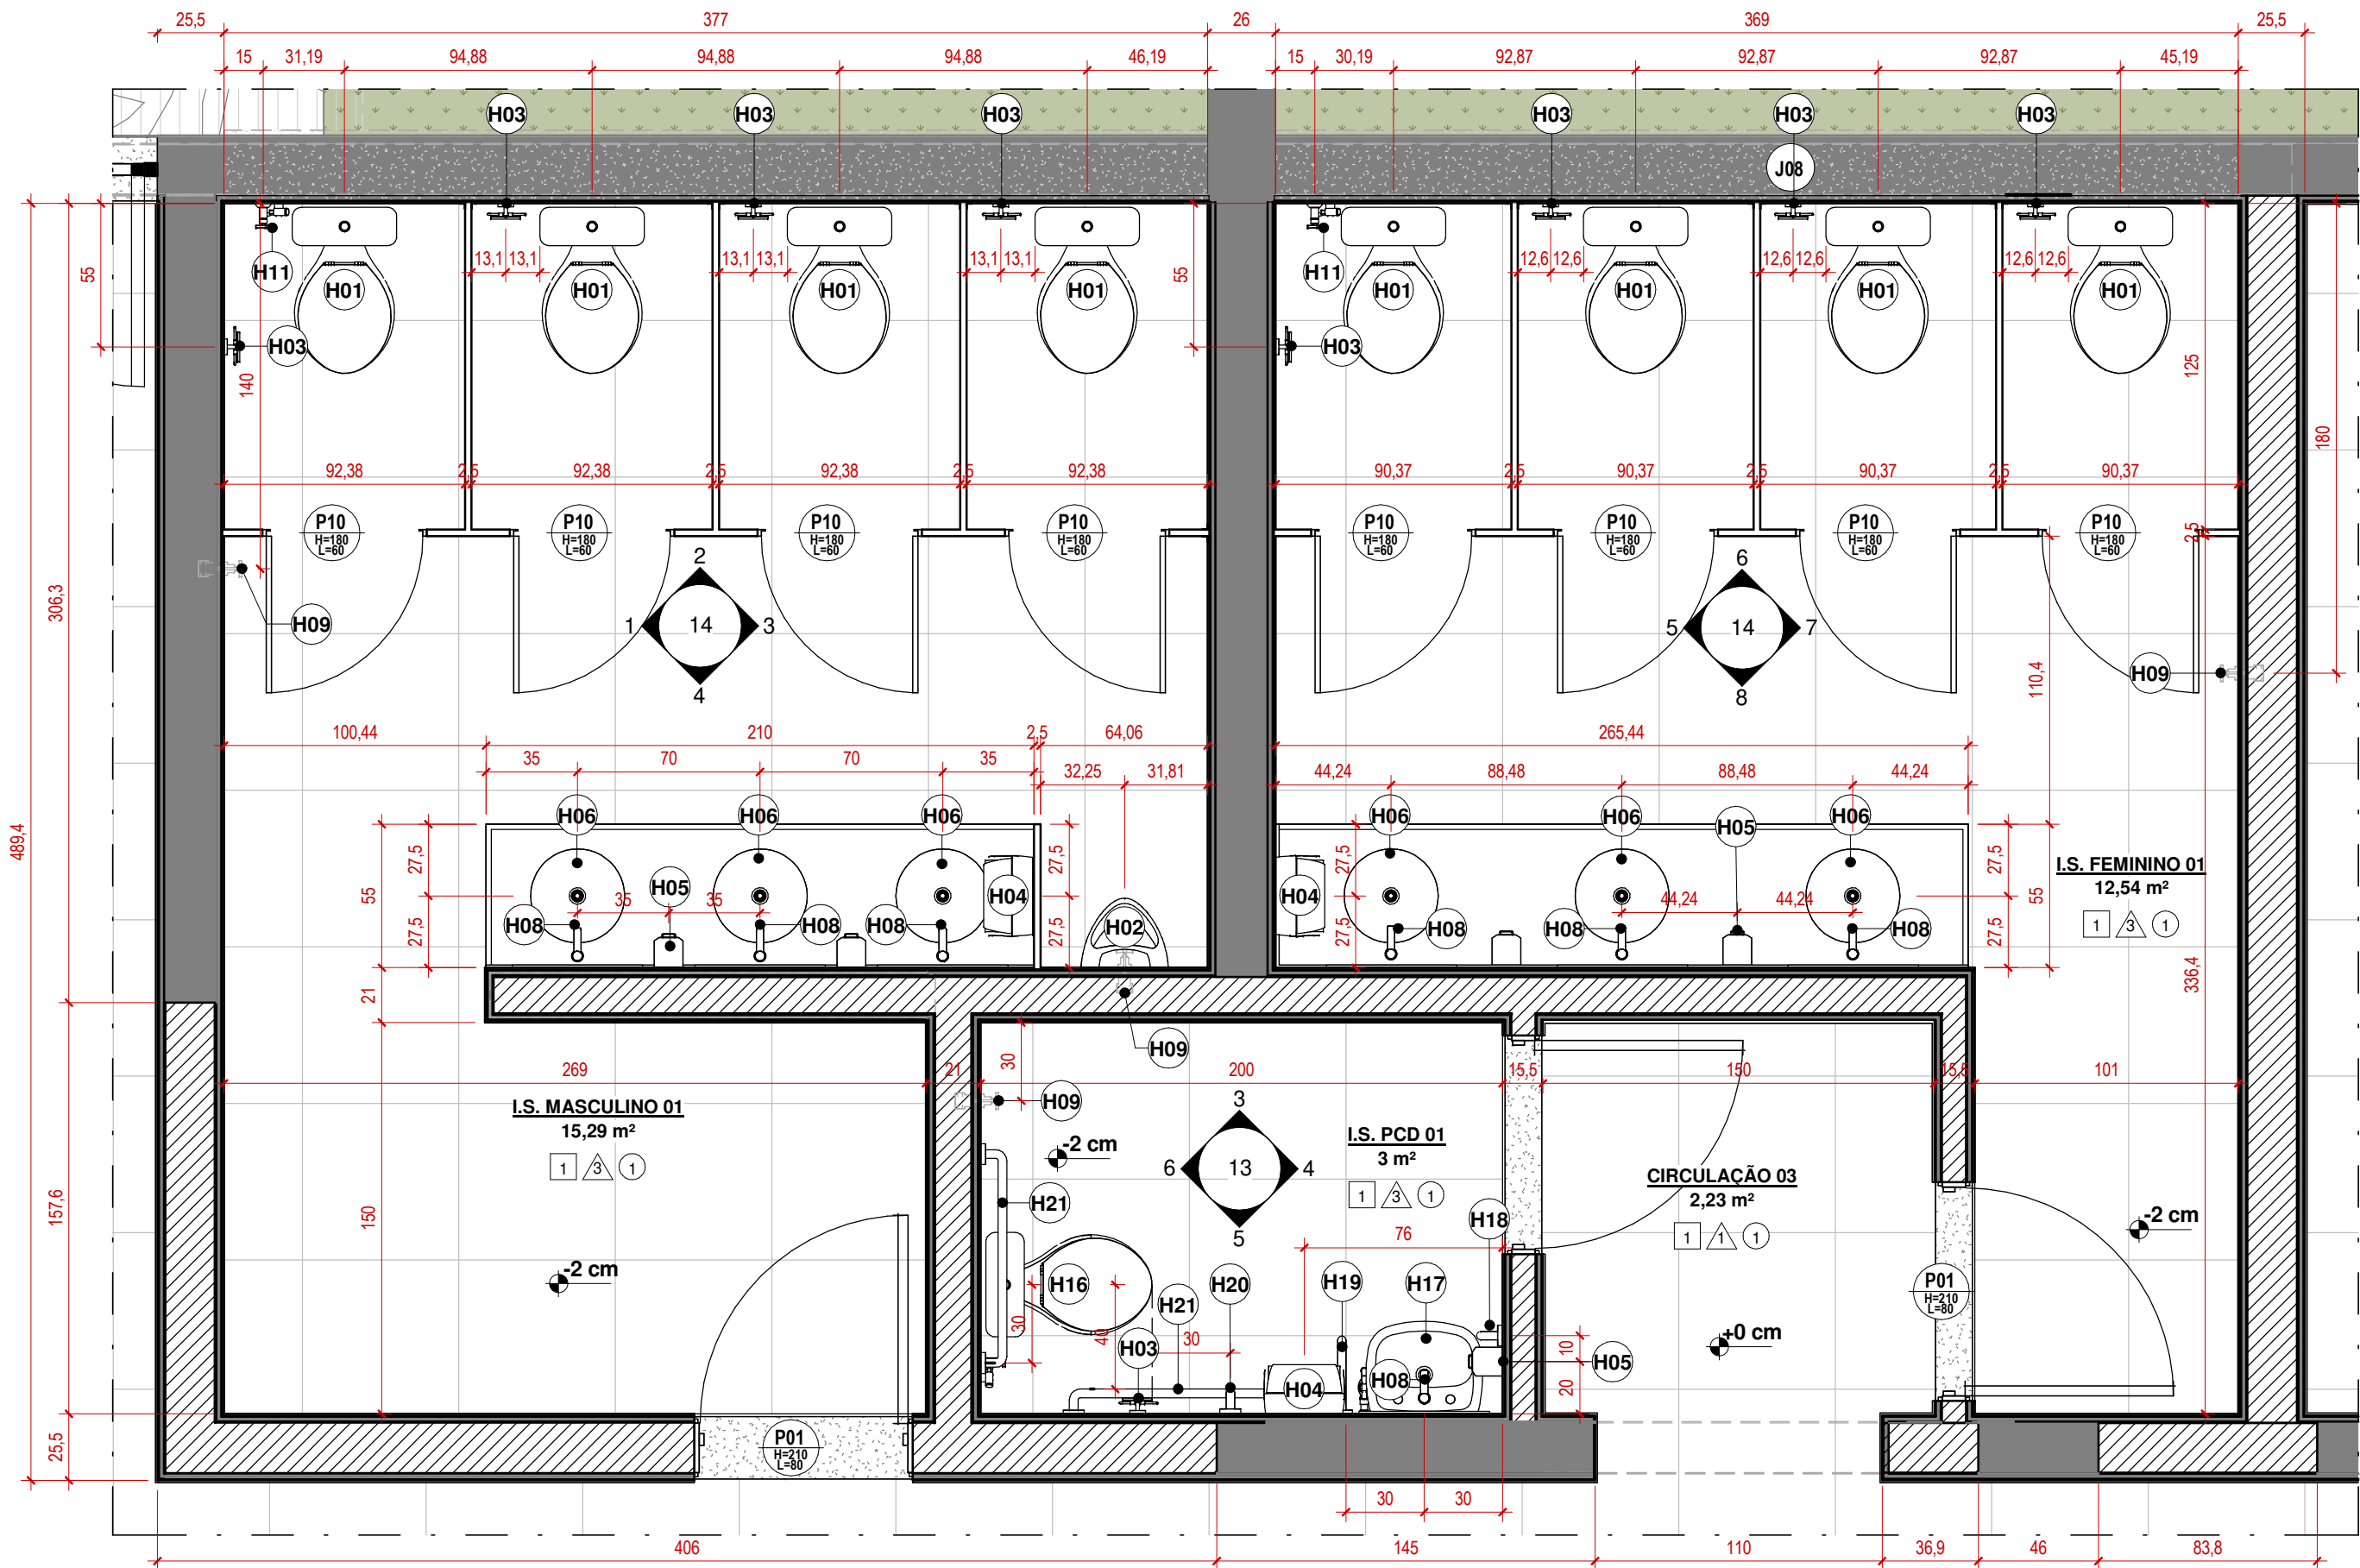 25,5 377 26 369 25,5
15 31,19 94,88 94,88 94,88 46,19 15 30,19 92,87 92,87 92,87 45,19
H03 H03 H03 H03 H03 H03
J08
13,1 13,1 13,1 13,1 13,1 13,1 12,6 12,6 12,6 12,6 12,6 12,6
H11 H01 H01 H01 H01 H11 H01 H01 H01 H01
55 55
H03 H03
140 125
180
92,38 2,5 92,38 2,5 92,38 2,5 92,38 90,37 2,5 90,37 2,5 90,37 2,5 90,37
P10 P10 P10 P10 P10 P10 P10 P10
H=180 H=180 H=180 H=180 H=180 H=180 H=180 H=180
L=60 L=60 L=60 L=60 L=60 L=60 L=60 L=60
2,5
2 6
306,3
H09 1 14 3 5 14 7
4 8
H09
110,4
100,44 210 2,5 64,06 265,44
35 70 70 35 32,25 31,81 44,24 88,48 88,48 44,24
H06 H06 H06 H06 H06 H05 H06
489,4
27,5 27,5 27,5 27,5
I.S. FEMININO 01
12,54 m²
1 3 1
55 H05 H04 H04 55
35 35 44,24 44,24
H08 H08 H08 H02 H08 H08 H08
27,5 27,5 27,5 27,5
21 336,4
H09
30
269 21 200 15,5 150 15,5 101
H09
I.S. MASCULINO 01
15,29 m²
1 3 1
3
6 13 4
5
-2 cm
I.S. PCD 01
3 m²
1 3 1
CIRCULAÇÃO 03
2,23 m²
1 1 1
157,6 150
H21 H18
76
-2 cm
-2 cm
H16 H21 H20 H19 H17
P01
H=210
L=80
30 40 30
H03
+0 cm
10
H04 H08 H05
20
25,5
P01
H=210
L=80
30 30
406 145 110 36,9 46 83,8